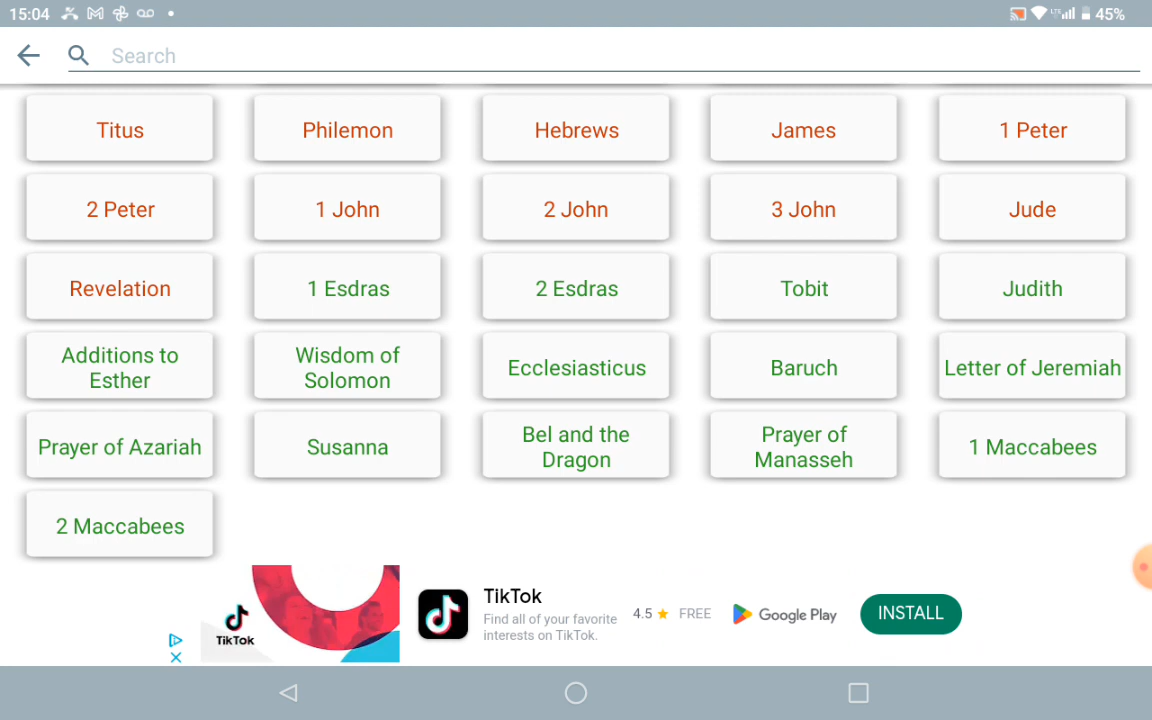 15:04
LTE
45%
Search
Titus
Philemon
Hebrews
James
1 Peter
2 Peter
1 John
2 John
3 John
Jude
Revelation
1 Esdras
2 Esdras
Tobit
Judith
Additions to
Esther
Wisdom of
Solomon
Ecclesiasticus
Baruch
Letter of Jeremiah
Prayer of Azariah
Susanna
Bel and the
Dragon
Prayer of
Manasseh
1 Maccabees
2 Maccabees
TikTok
TikTok
Find all of your favorite
interests on TikTok.
4.5 ★ FREE
Google Play
INSTALL